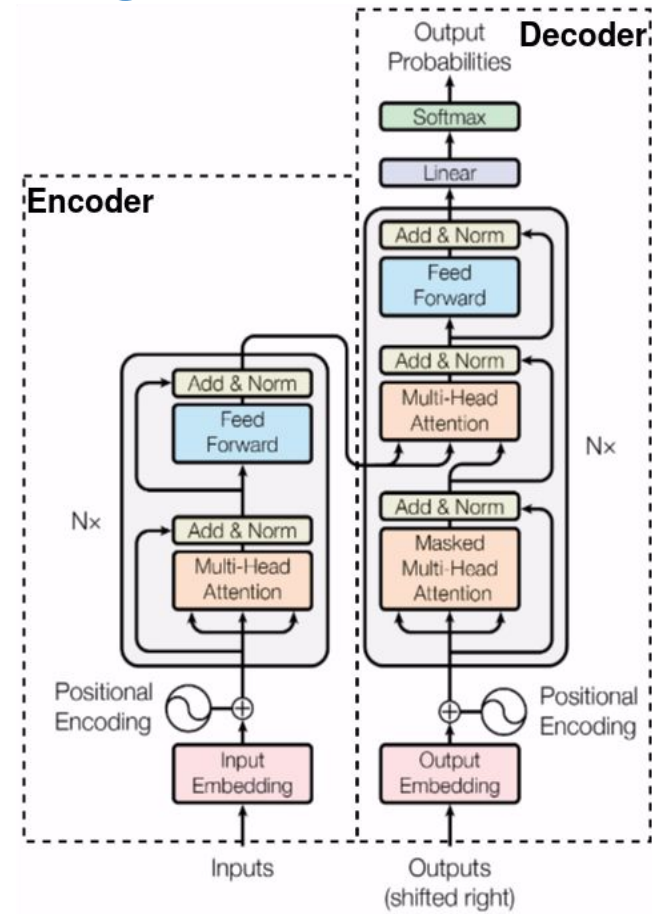 Output
Probabilities
Decoder
Softmax
Linear
Encoder
Add & Norm
Feed
Forward
Add & Norm
Multi-Head
Attention
Nx
Add & Norm
Masked
Multi-Head
Attention
Add & Norm
Feed
Forward
Nx
Add & Norm
Multi-Head
Attention
Positional
Encoding
Positional
Encoding
Input
Embedding
Output
Embedding
Inputs
Outputs
(shifted right)